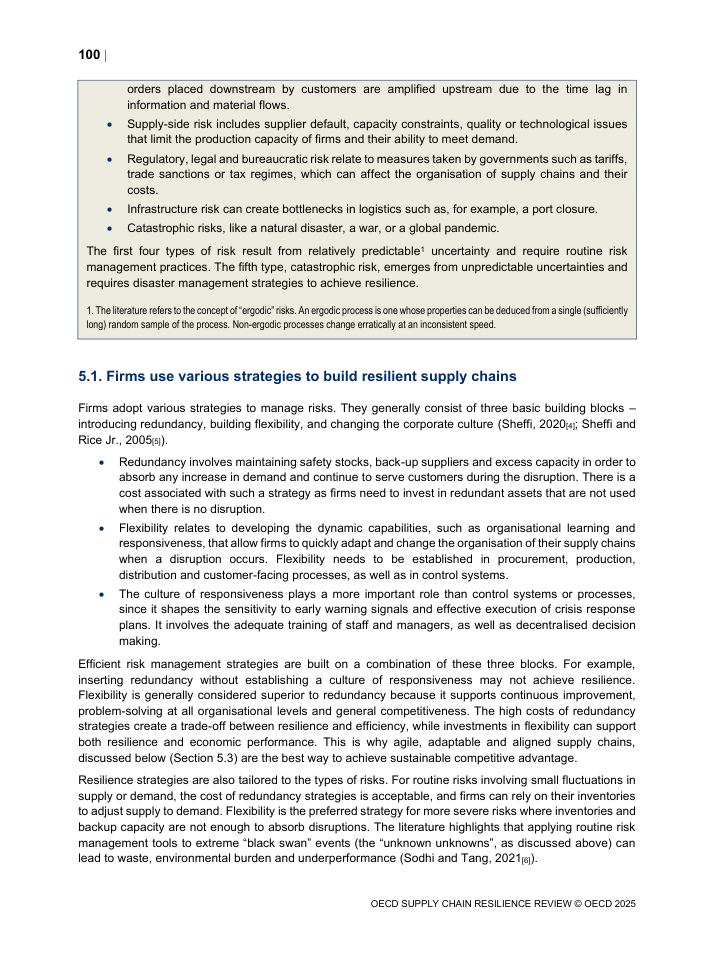 100 |
orders placed downstream by customers are amplified upstream due to the time lag in
information and material flows.
• Supply-side risk includes supplier default, capacity constraints, quality or technological issues
that limit the production capacity of firms and their ability to meet demand.
• Regulatory, legal and bureaucratic risk relate to measures taken by governments such as tariffs,
trade sanctions or tax regimes, which can affect the organisation of supply chains and their
costs.
• Infrastructure risk can create bottlenecks in logistics such as, for example, a port closure.
• Catastrophic risks, like a natural disaster, a war, or a global pandemic.
The first four types of risk result from relatively predictable¹ uncertainty and require routine risk
management practices. The fifth type, catastrophic risk, emerges from unpredictable uncertainties and
requires disaster management strategies to achieve resilience.
1. The literature refers to the concept of “ergodic” risks. An ergodic process is one whose properties can be deduced from a single (sufficiently
long) random sample of the process. Non-ergodic processes change erratically at an inconsistent speed.
5.1. Firms use various strategies to build resilient supply chains
Firms adopt various strategies to manage risks. They generally consist of three basic building blocks –
introducing redundancy, building flexibility, and changing the corporate culture (Sheffi, 2020[4]; Sheffi and
Rice Jr., 2005[5]).
• Redundancy involves maintaining safety stocks, back-up suppliers and excess capacity in order to
absorb any increase in demand and continue to serve customers during the disruption. There is a
cost associated with such a strategy as firms need to invest in redundant assets that are not used
when there is no disruption.
• Flexibility relates to developing the dynamic capabilities, such as organisational learning and
responsiveness, that allow firms to quickly adapt and change the organisation of their supply chains
when a disruption occurs. Flexibility needs to be established in procurement, production,
distribution and customer-facing processes, as well as in control systems.
• The culture of responsiveness plays a more important role than control systems or processes,
since it shapes the sensitivity to early warning signals and effective execution of crisis response
plans. It involves the adequate training of staff and managers, as well as decentralised decision
making.
Efficient risk management strategies are built on a combination of these three blocks. For example,
inserting redundancy without establishing a culture of responsiveness may not achieve resilience.
Flexibility is generally considered superior to redundancy because it supports continuous improvement,
problem-solving at all organisational levels and general competitiveness. The high costs of redundancy
strategies create a trade-off between resilience and efficiency, while investments in flexibility can support
both resilience and economic performance. This is why agile, adaptable and aligned supply chains,
discussed below (Section 5.3) are the best way to achieve sustainable competitive advantage.
Resilience strategies are also tailored to the types of risks. For routine risks involving small fluctuations in
supply or demand, the cost of redundancy strategies is acceptable, and firms can rely on their inventories
to adjust supply to demand. Flexibility is the preferred strategy for more severe risks where inventories and
backup capacity are not enough to absorb disruptions. The literature highlights that applying routine risk
management tools to extreme “black swan” events (the “unknown unknowns”, as discussed above) can
lead to waste, environmental burden and underperformance (Sodhi and Tang, 2021[6]).
OECD SUPPLY CHAIN RESILIENCE REVIEW © OECD 2025